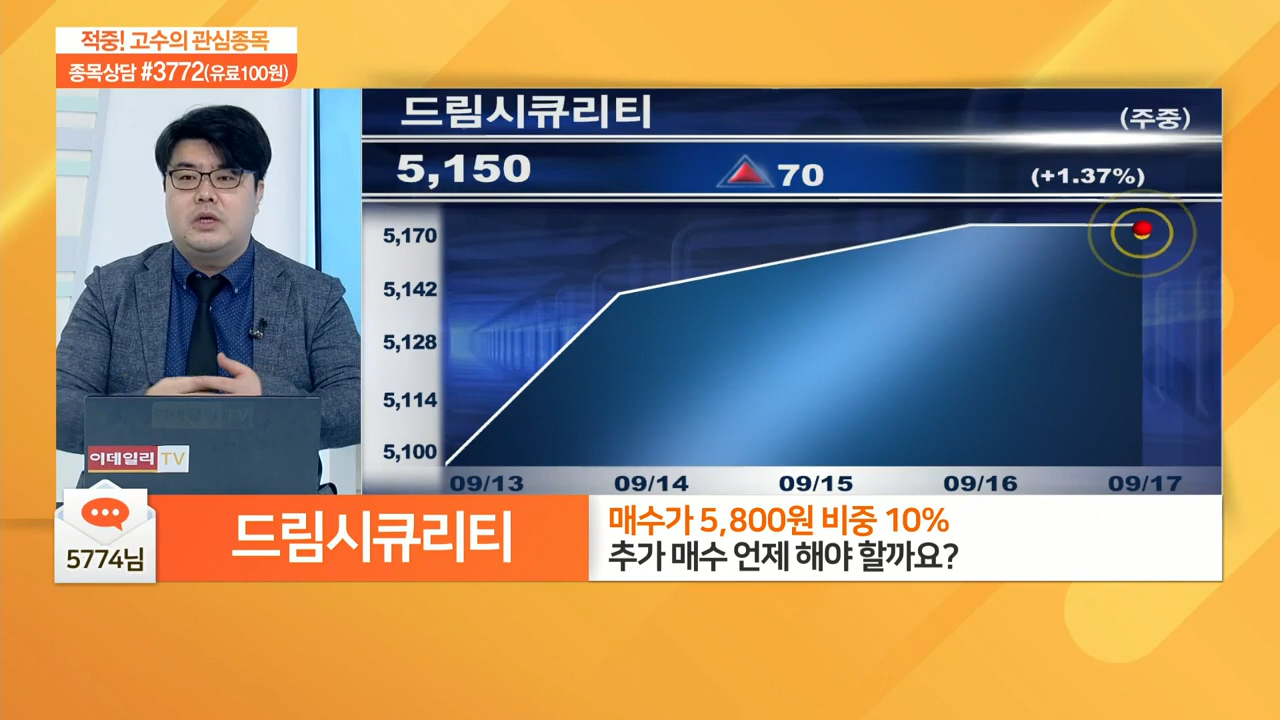 적중! 고수의 관심종목
종목상담 #3772(유료100원)
드림시큐리티 (주중)
5,150 70 (+1.37%)
5,170
5,142
5,128
5,114
5,100
09/13 09/14 09/15 09/16 09/17
이데일리 TV
5774님
드림시큐리티
매수가 5,800원 비중 10%
추가 매수 언제 해야 할까요?